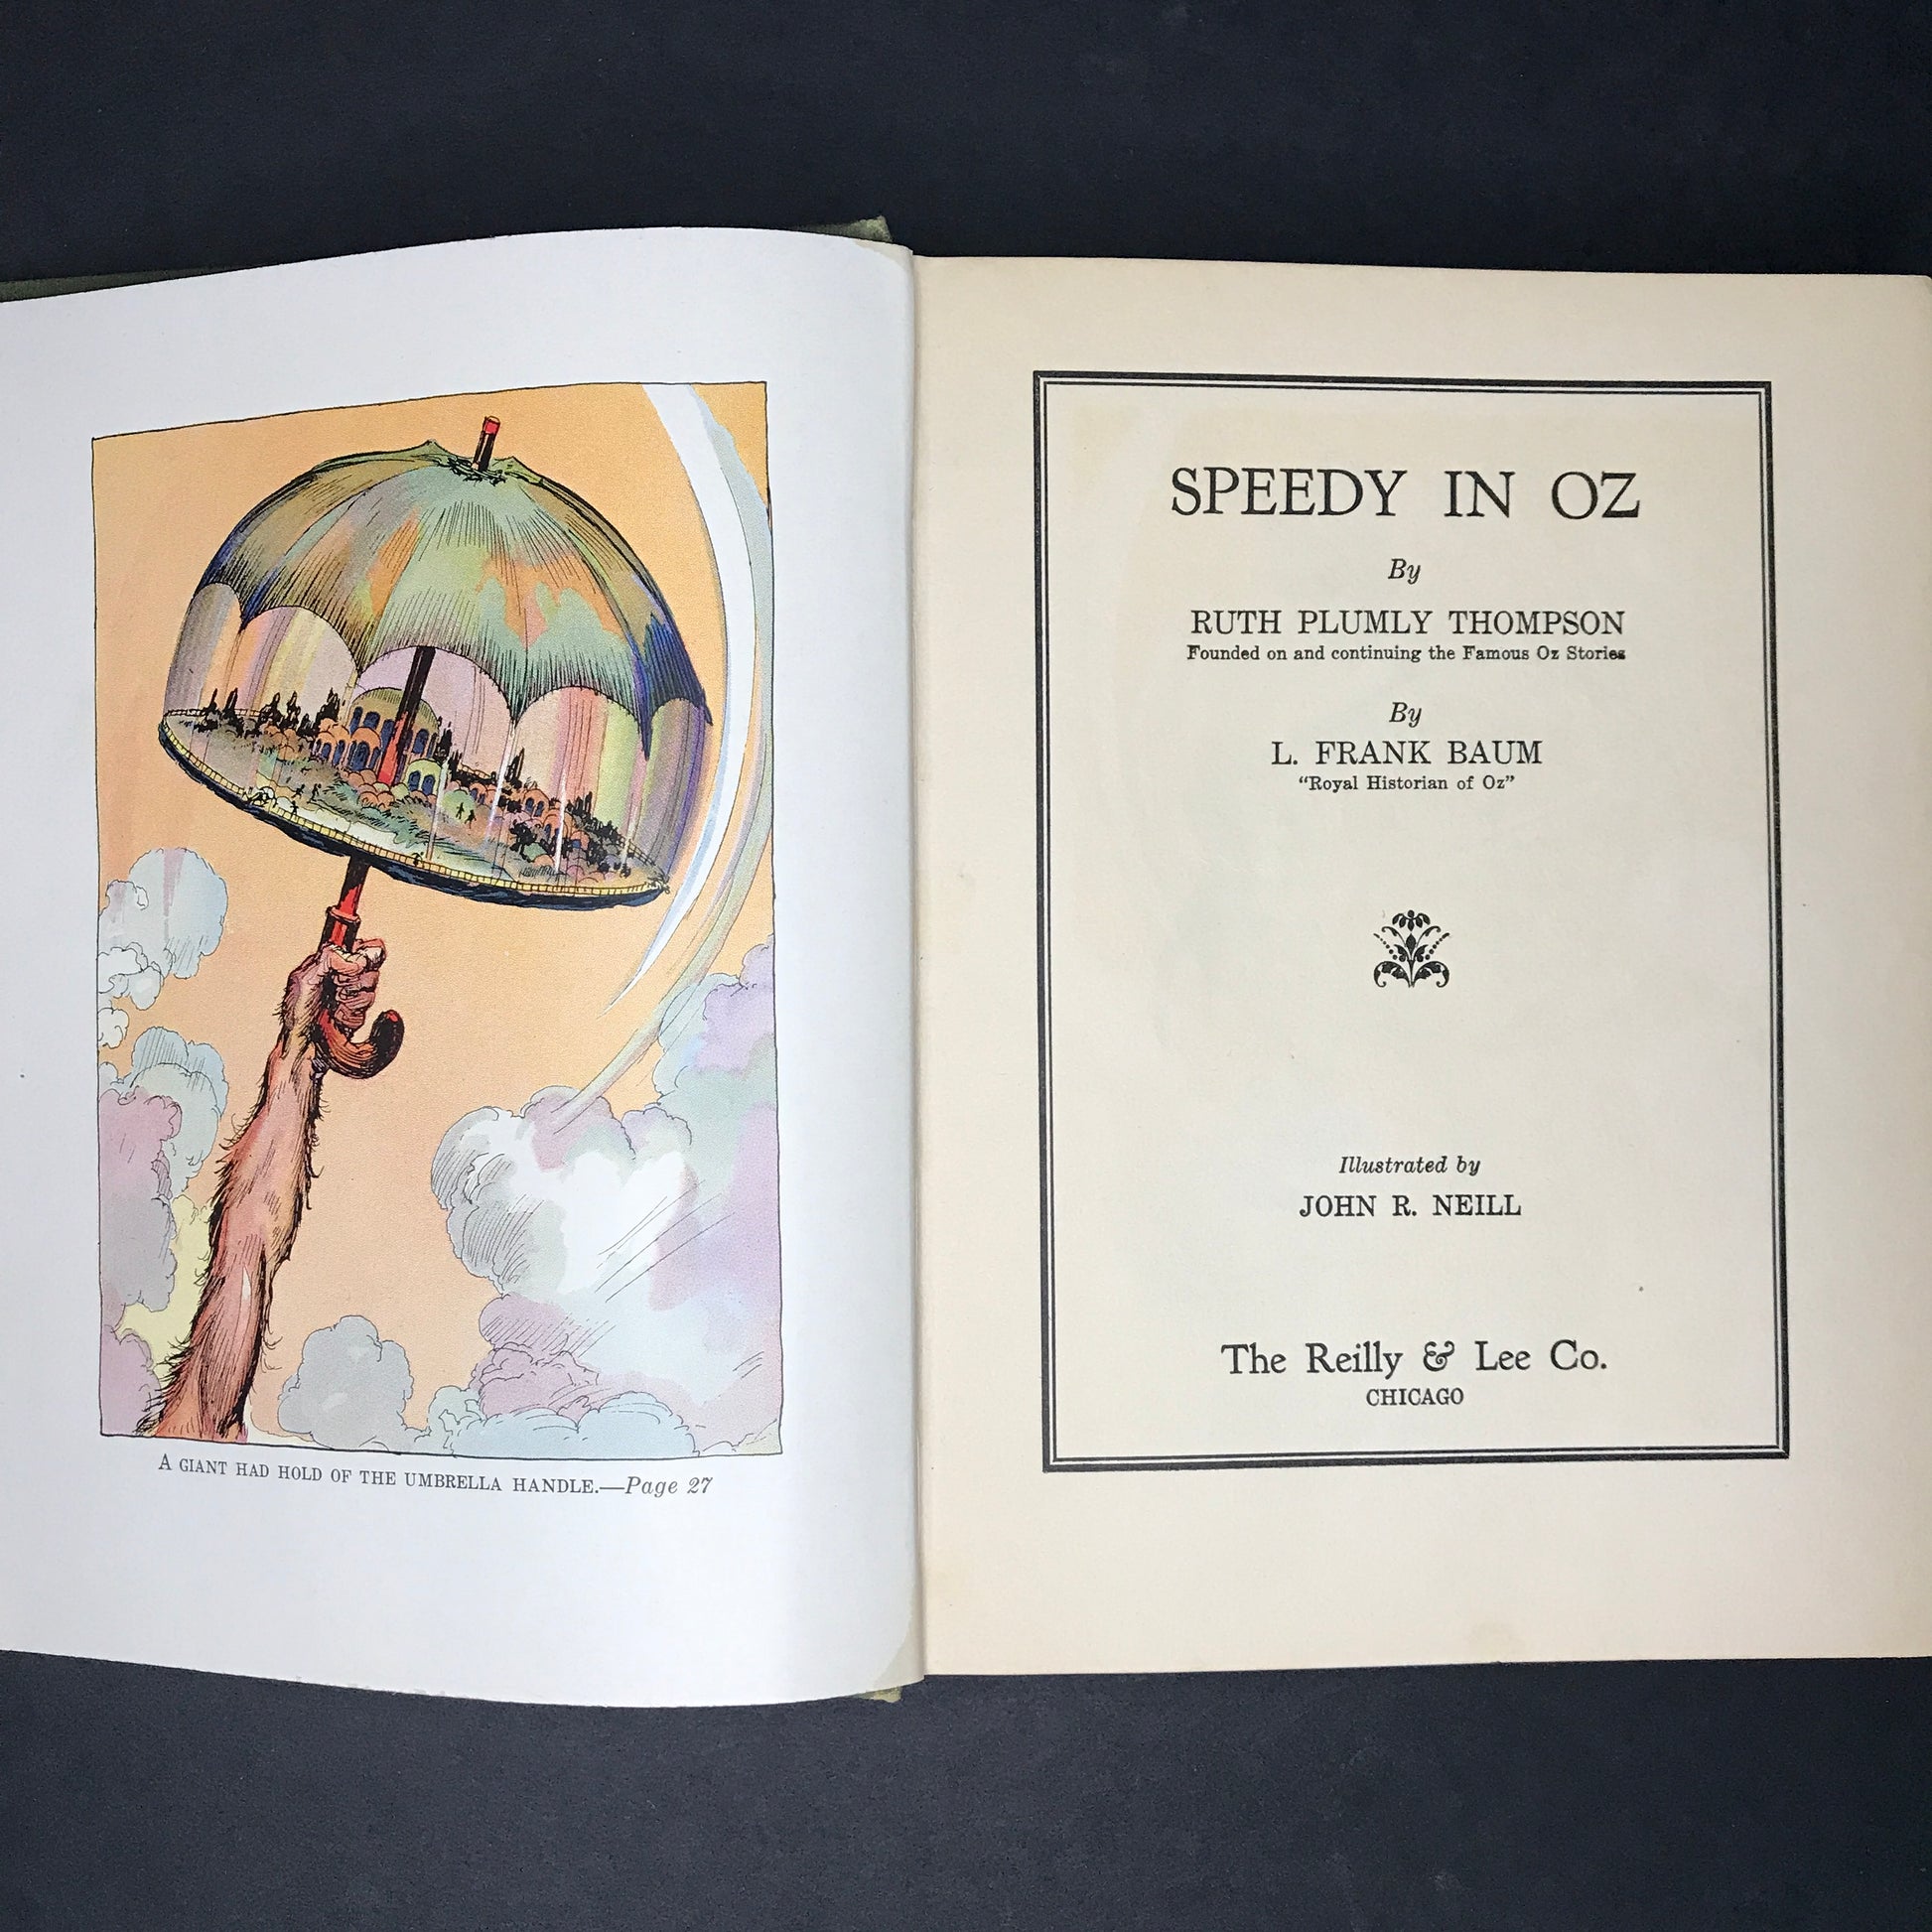 A GIANT HAD HOLD OF THE UMBRELLA HANDLE.—Page 27
SPEEDY IN OZ
By
RUTH PLUMLY THOMPSON
Founded on and continuing the Famous Oz Stories
By
L. FRANK BAUM
“Royal Historian of Oz”
Illustrated by
JOHN R. NEILL
The Reilly & Lee Co.
CHICAGO